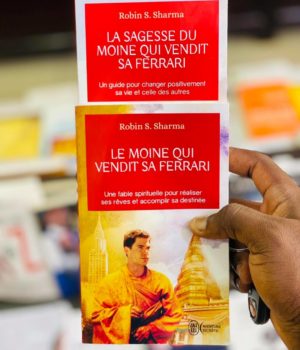 Robin S. Sharma
LA SAGESSE DU
MOINE QUI VENDIT
SA FERRARI
Un guide pour changer positivement
sa vie et celle des autres
Robin S. Sharma
LE MOINE QUI
VENDIT SA FERRARI
Une fable spirituelle pour réaliser
ses rêves et accomplir sa destinée
AVENTURE
SECRÈTE